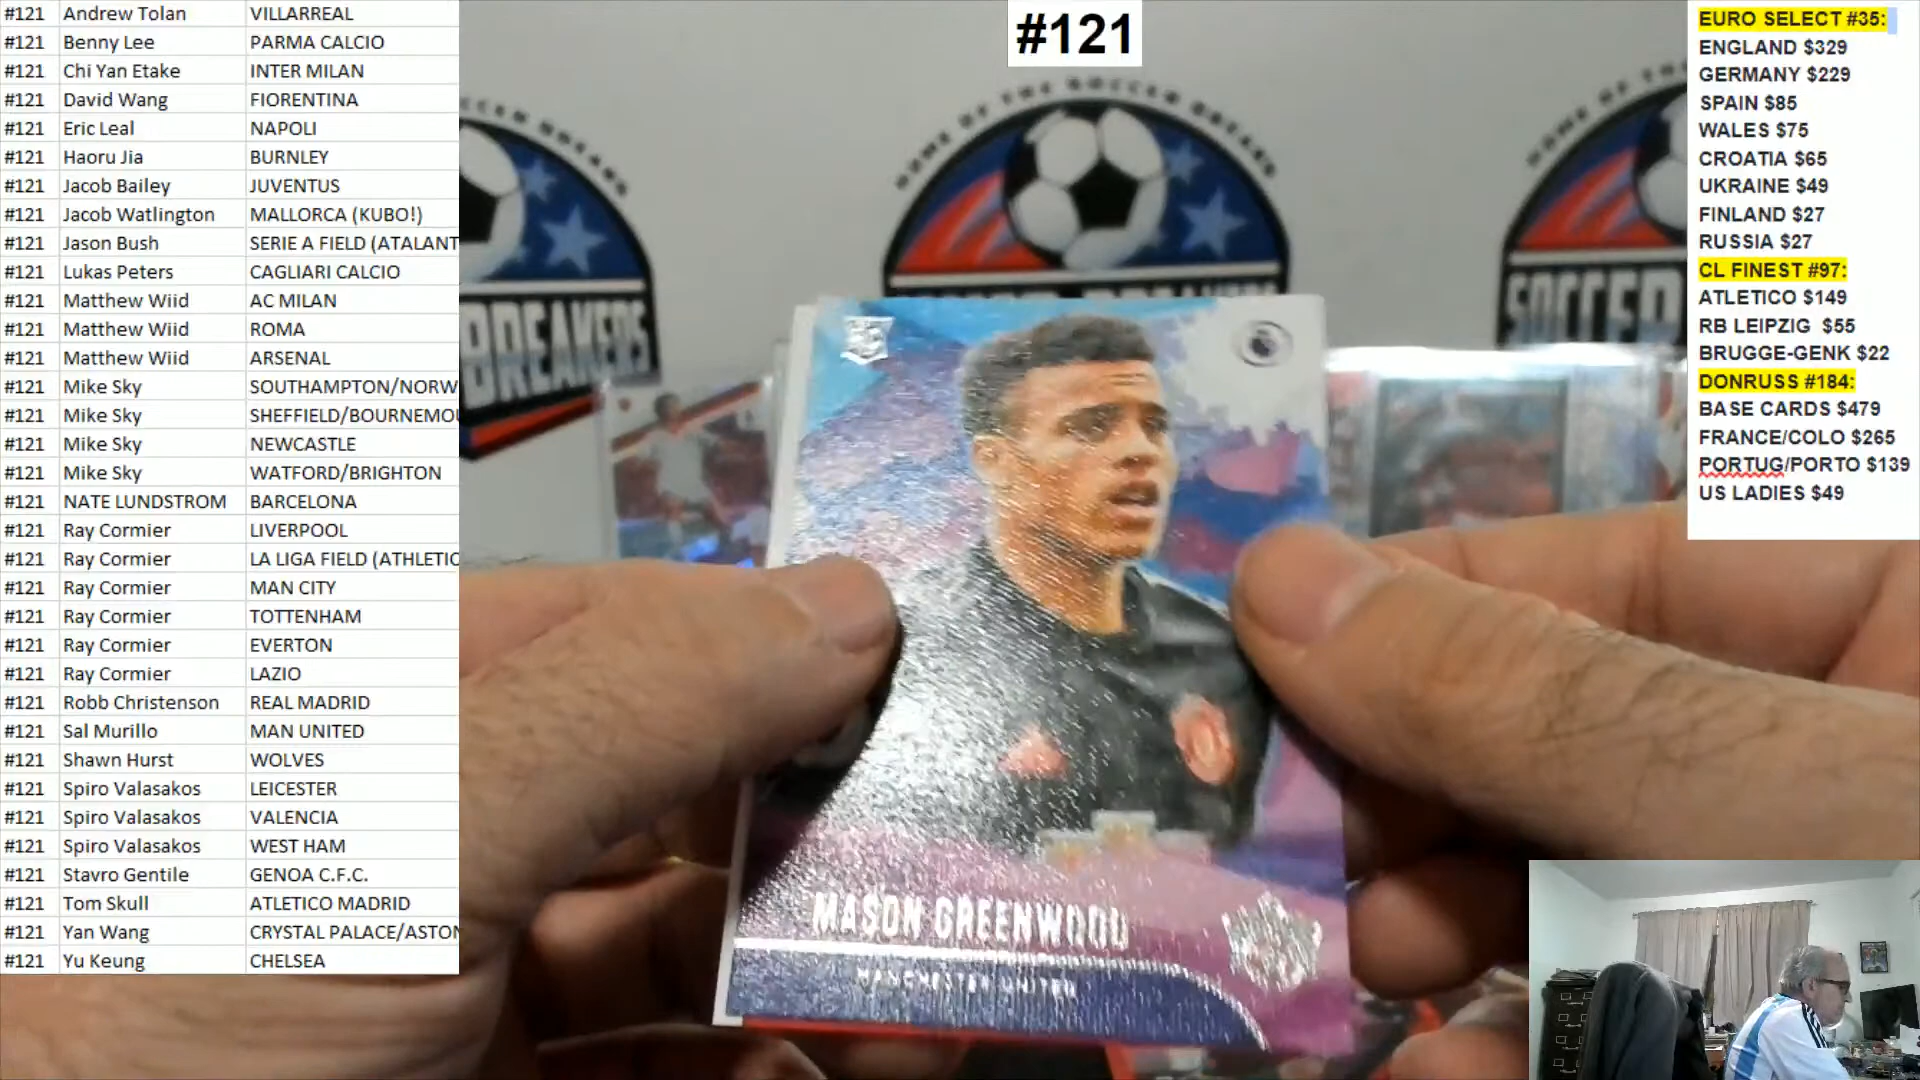 #121 Andrew Tolan VILLARREAL
#121 Benny Lee PARMA CALCIO
#121 Chi Yan Etake INTER MILAN
#121 David Wang FIORENTINA
#121 Eric Leal NAPOLI
#121 Haoru Jia BURNLEY
#121 Jacob Bailey JUVENTUS
#121 Jacob Watlington MALLORCA (KUBO!)
#121 Jason Bush SERIE A FIELD (ATALANT
#121 Lukas Peters CAGLIARI CALCIO
#121 Matthew Wiid AC MILAN
#121 Matthew Wiid ROMA
#121 Matthew Wiid ARSENAL
#121 Mike Sky SOUTHAMPTON/NORW
#121 Mike Sky SHEFFIELD/BOURNEMOU
#121 Mike Sky NEWCASTLE
#121 Mike Sky WATFORD/BRIGHTON
#121 NATE LUNDSTROM BARCELONA
#121 Ray Cormier LIVERPOOL
#121 Ray Cormier LA LIGA FIELD (ATHLETIC
#121 Ray Cormier MAN CITY
#121 Ray Cormier TOTTENHAM
#121 Ray Cormier EVERTON
#121 Ray Cormier LAZIO
#121 Robb Christenson REAL MADRID
#121 Sal Murillo MAN UNITED
#121 Shawn Hurst WOLVES
#121 Spiro Valasakos LEICESTER
#121 Spiro Valasakos VALENCIA
#121 Spiro Valasakos WEST HAM
#121 Stavro Gentile GENOA C.F.C.
#121 Tom Skull ATLETICO MADRID
#121 Yan Wang CRYSTAL PALACE/ASTON
#121 Yu Keung CHELSEA
#121
HOME OF THE SOCCER BREAKS
BREAKERS
SOCCER
MASON GREENWOOD
MANCHESTER UNITED
EURO SELECT #35:
ENGLAND $329
GERMANY $229
SPAIN $85
WALES $75
CROATIA $65
UKRAINE $49
FINLAND $27
RUSSIA $27
CL FINEST #97:
ATLETICO $149
RB LEIPZIG $55
BRUGGE-GENK $22
DONRUSS #184:
BASE CARDS $479
FRANCE/COLO $265
PORTUG/PORTO $139
US LADIES $49